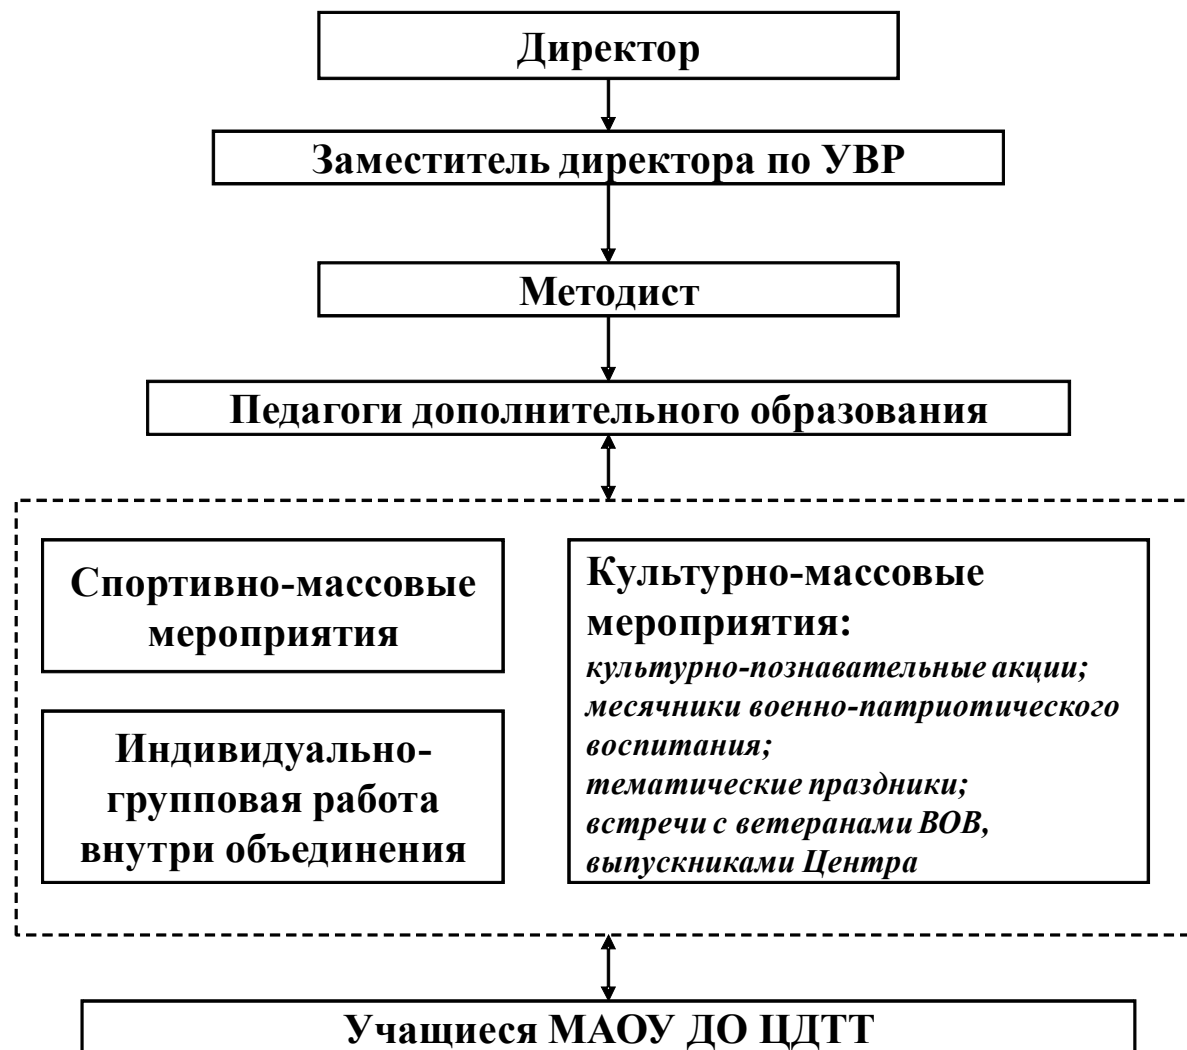 Директор
Заместитель директора по УВР
Методист
Педагоги дополнительного образования
Спортивно-массовые
мероприятия
Индивидуально-
групповая работа
внутри объединения
Культурно-массовые
мероприятия:
культурно-познавательные акции;
месячники военно-патриотического
воспитания;
тематические праздники;
встречи с ветеранами ВОВ,
выпускниками Центра
Учащиеся МАОУ ДО ЦДТТ